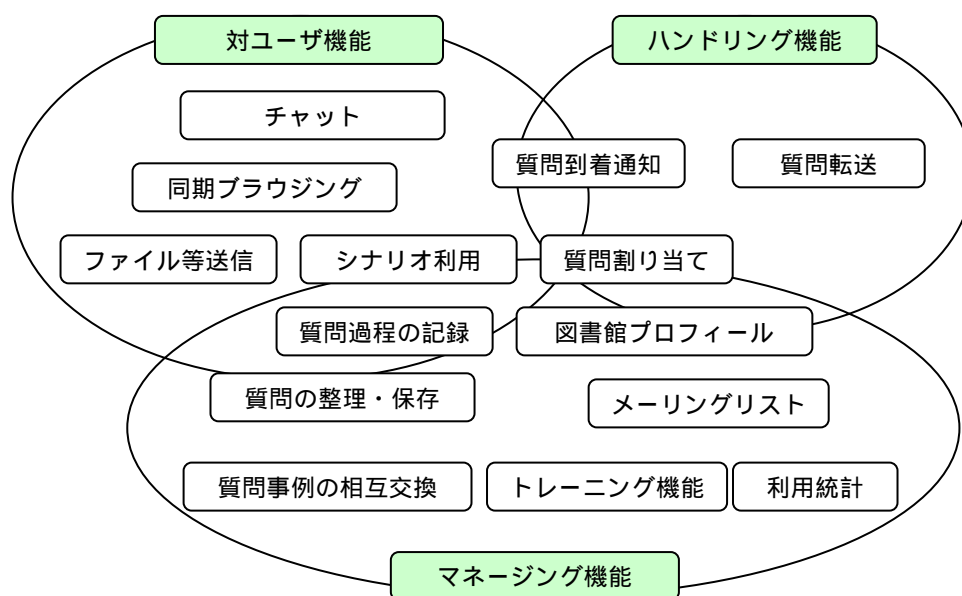 対ユーザ機能
ハンドリング機能
チャット
質問到着通知
質問転送
同期ブラウジング
ファイル等送信
シナリオ利用
質問割り当て
質問過程の記録
図書館プロフィール
質問の整理・保存
メーリングリスト
質問事例の相互交換
トレーニング機能
利用統計
マネージング機能